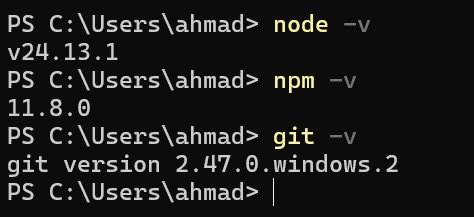 PS C:\Users\ahmad> node -v
v24.13.1
PS C:\Users\ahmad> npm -v
11.8.0
PS C:\Users\ahmad> git -v
git version 2.47.0.windows.2
PS C:\Users\ahmad>